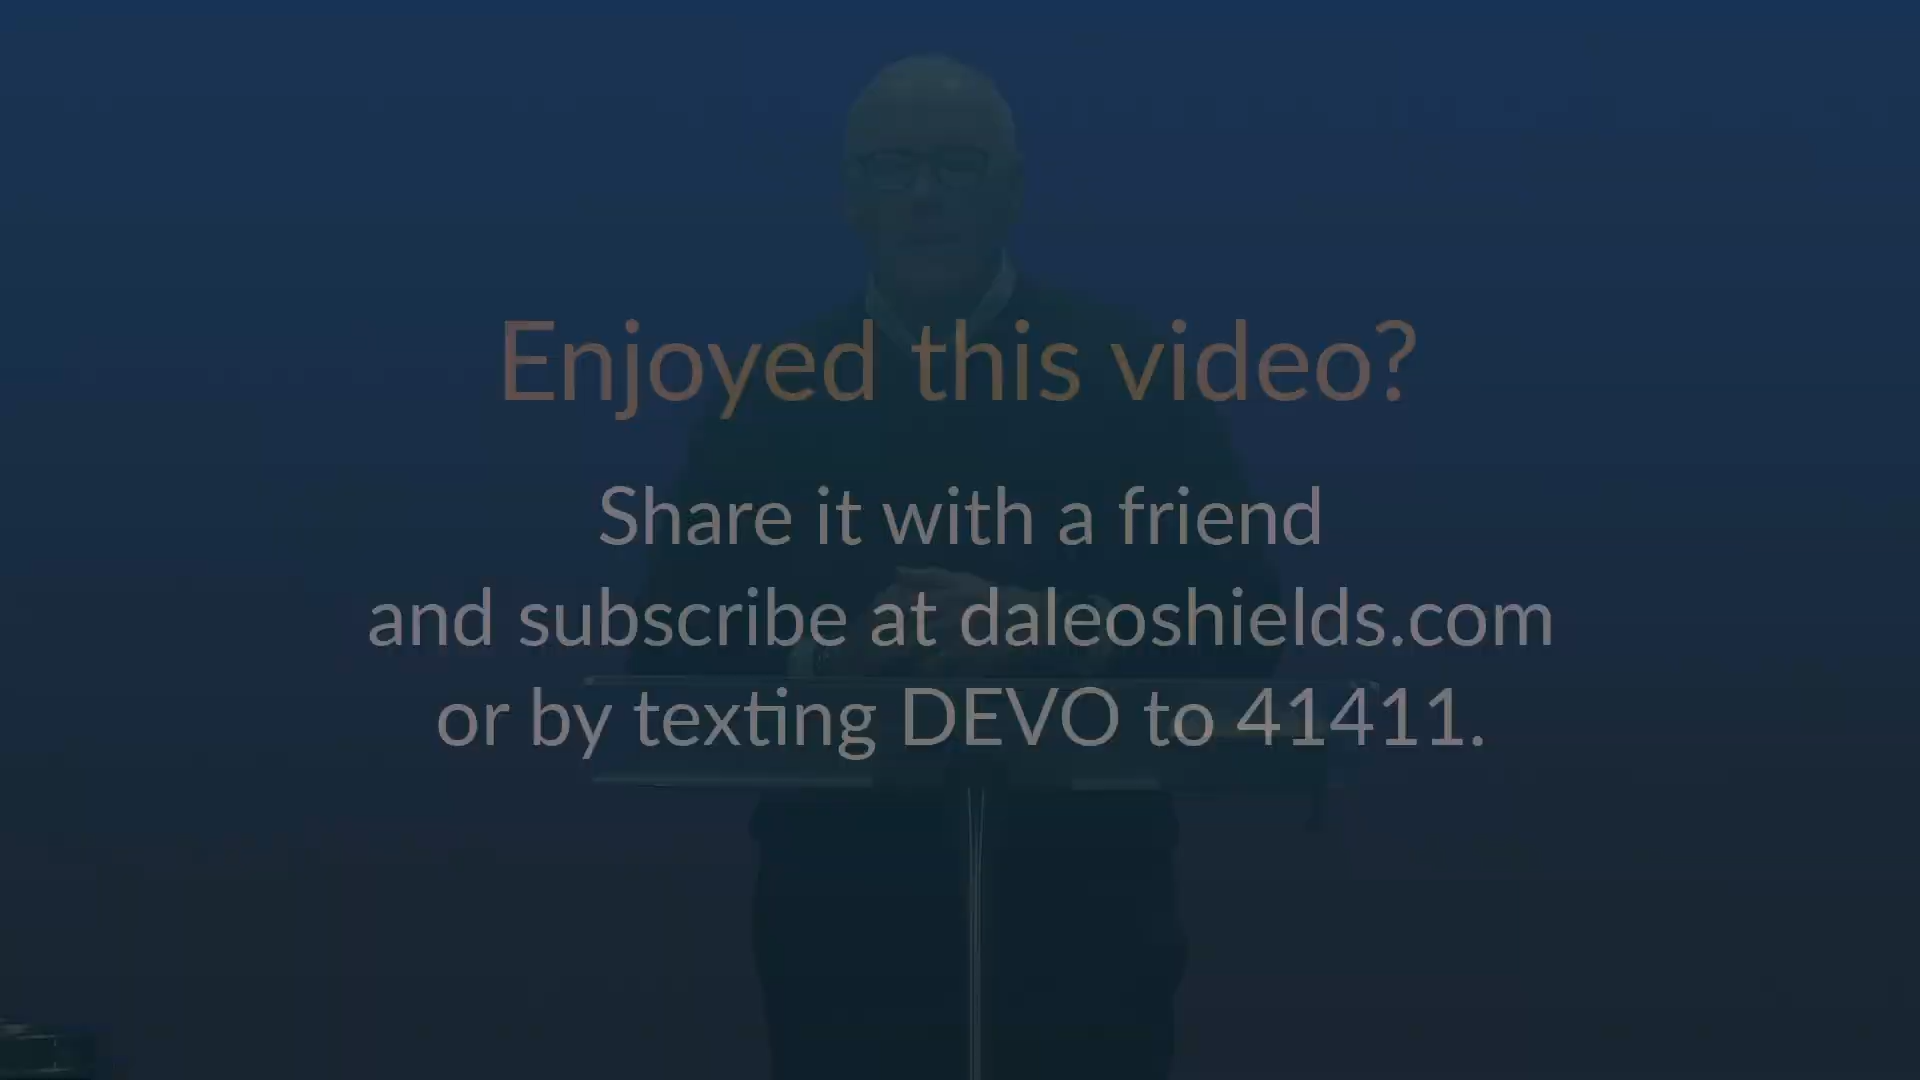 Enjoyed this video?
Share it with a friend
and subscribe at daleoshields.com
or by texting DEVO to 41411.